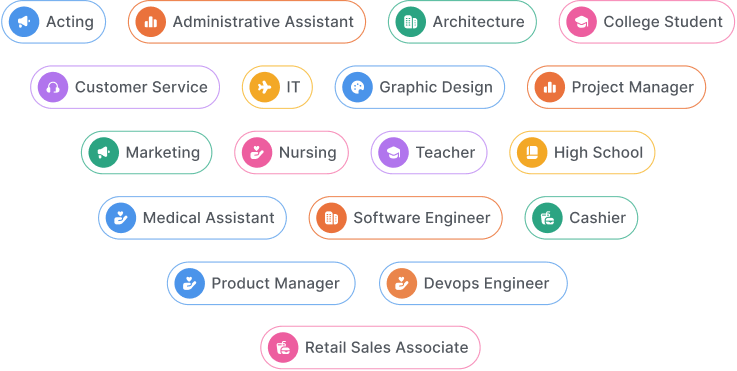 Acting Administrative Assistant Architecture College Student
Customer Service IT Graphic Design Project Manager
Marketing Nursing Teacher High School
Medical Assistant Software Engineer Cashier
Product Manager Devops Engineer
Retail Sales Associate